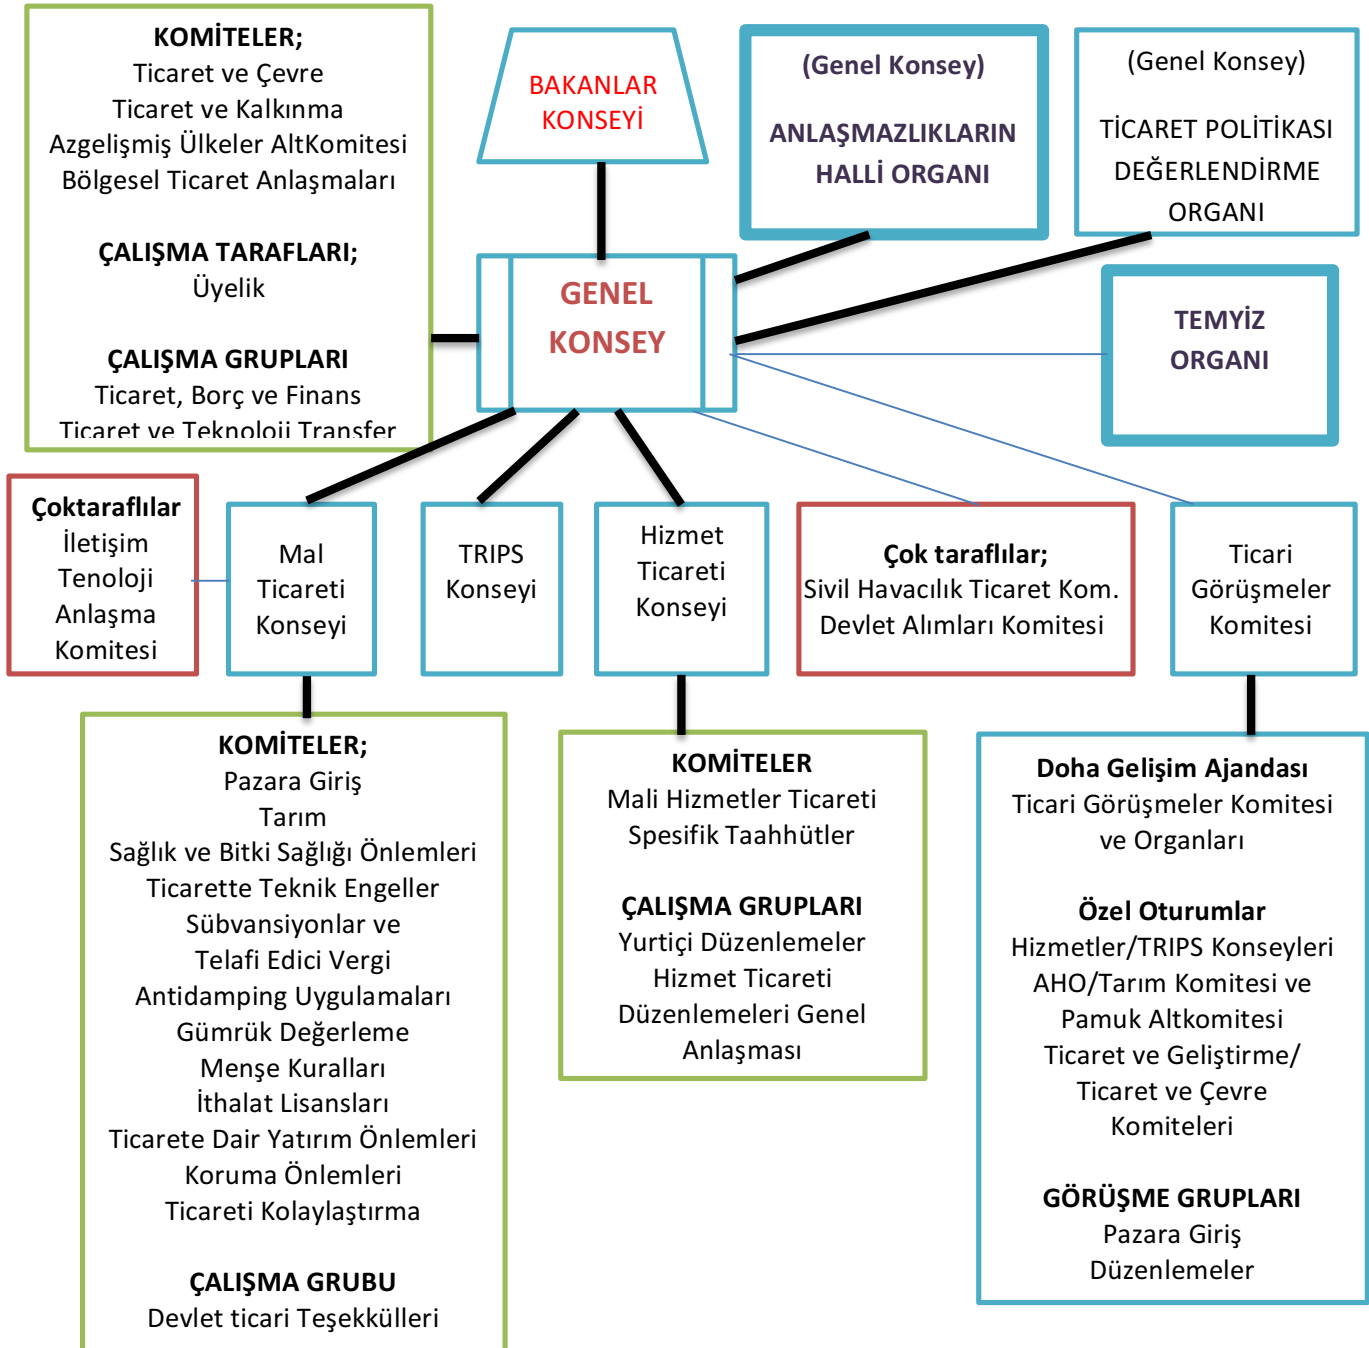 KOMİTELER;
Ticaret ve Çevre
Ticaret ve Kalkınma
Azgelişmiş Ülkeler AltKomitesi
Bölgesel Ticaret Anlaşmaları
ÇALIŞMA TARAFLARI;
Üyelik
ÇALIŞMA GRUPLARI
Ticaret, Borç ve Finans
Ticaret ve Teknoloji Transfer
BAKANLAR
KONSEYİ
(Genel Konsey)
ANLAŞMAZLIKLARIN
HALLİ ORGANI
(Genel Konsey)
TİCARET POLİTİKASI
DEĞERLENDİRME
ORGANI
GENEL
KONSEY
TEMYİZ
ORGANI
Çoktaraflılar
İletişim
Tenoloji
Anlaşma
Komitesi
Mal
Ticareti
Konseyi
TRIPS
Konseyi
Hizmet
Ticareti
Konseyi
Çok taraflılar;
Sivil Havacılık Ticaret Kom.
Devlet Alımları Komitesi
Ticari
Görüşmeler
Komitesi
KOMİTELER;
Pazara Giriş
Tarım
Sağlık ve Bitki Sağlığı Önlemleri
Ticarette Teknik Engeller
Sübvansiyonlar ve
Telafi Edici Vergi
Antidamping Uygulamaları
Gümrük Değerleme
Menşe Kuralları
İthalat Lisansları
Ticarete Dair Yatırım Önlemleri
Koruma Önlemleri
Ticareti Kolaylaştırma
ÇALIŞMA GRUBU
Devlet ticari Teşekkülleri
KOMİTELER
Mali Hizmetler Ticareti
Spesifik Taahhütler
ÇALIŞMA GRUPLARI
Yurtiçi Düzenlemeler
Hizmet Ticareti
Düzenlemeleri Genel
Anlaşması
Doha Gelişim Ajandası
Ticari Görüşmeler Komitesi
ve Organları
Özel Oturumlar
Hizmetler/TRIPS Konseyleri
AHO/Tarım Komitesi ve
Pamuk Altkomitesi
Ticaret ve Geliştirme/
Ticaret ve Çevre
Komiteleri
GÖRÜŞME GRUPLARI
Pazara Giriş
Düzenlemeler